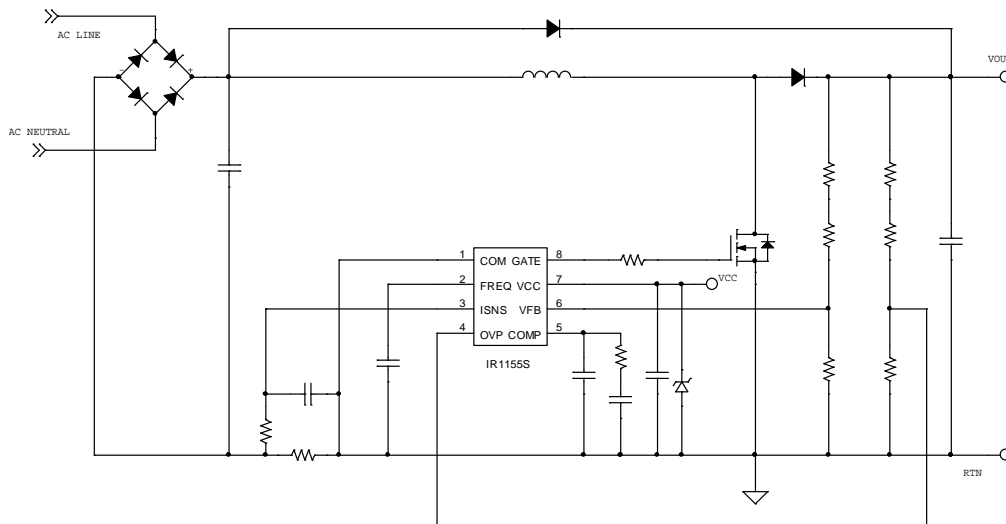 AC LINE
-
+
VOU
AC NEUTRAL
1 COM GATE 8
2 FREQ VCC 7
VCC
3 ISNS VFB 6
4 OVP COMP 5
IR1155S
RTN